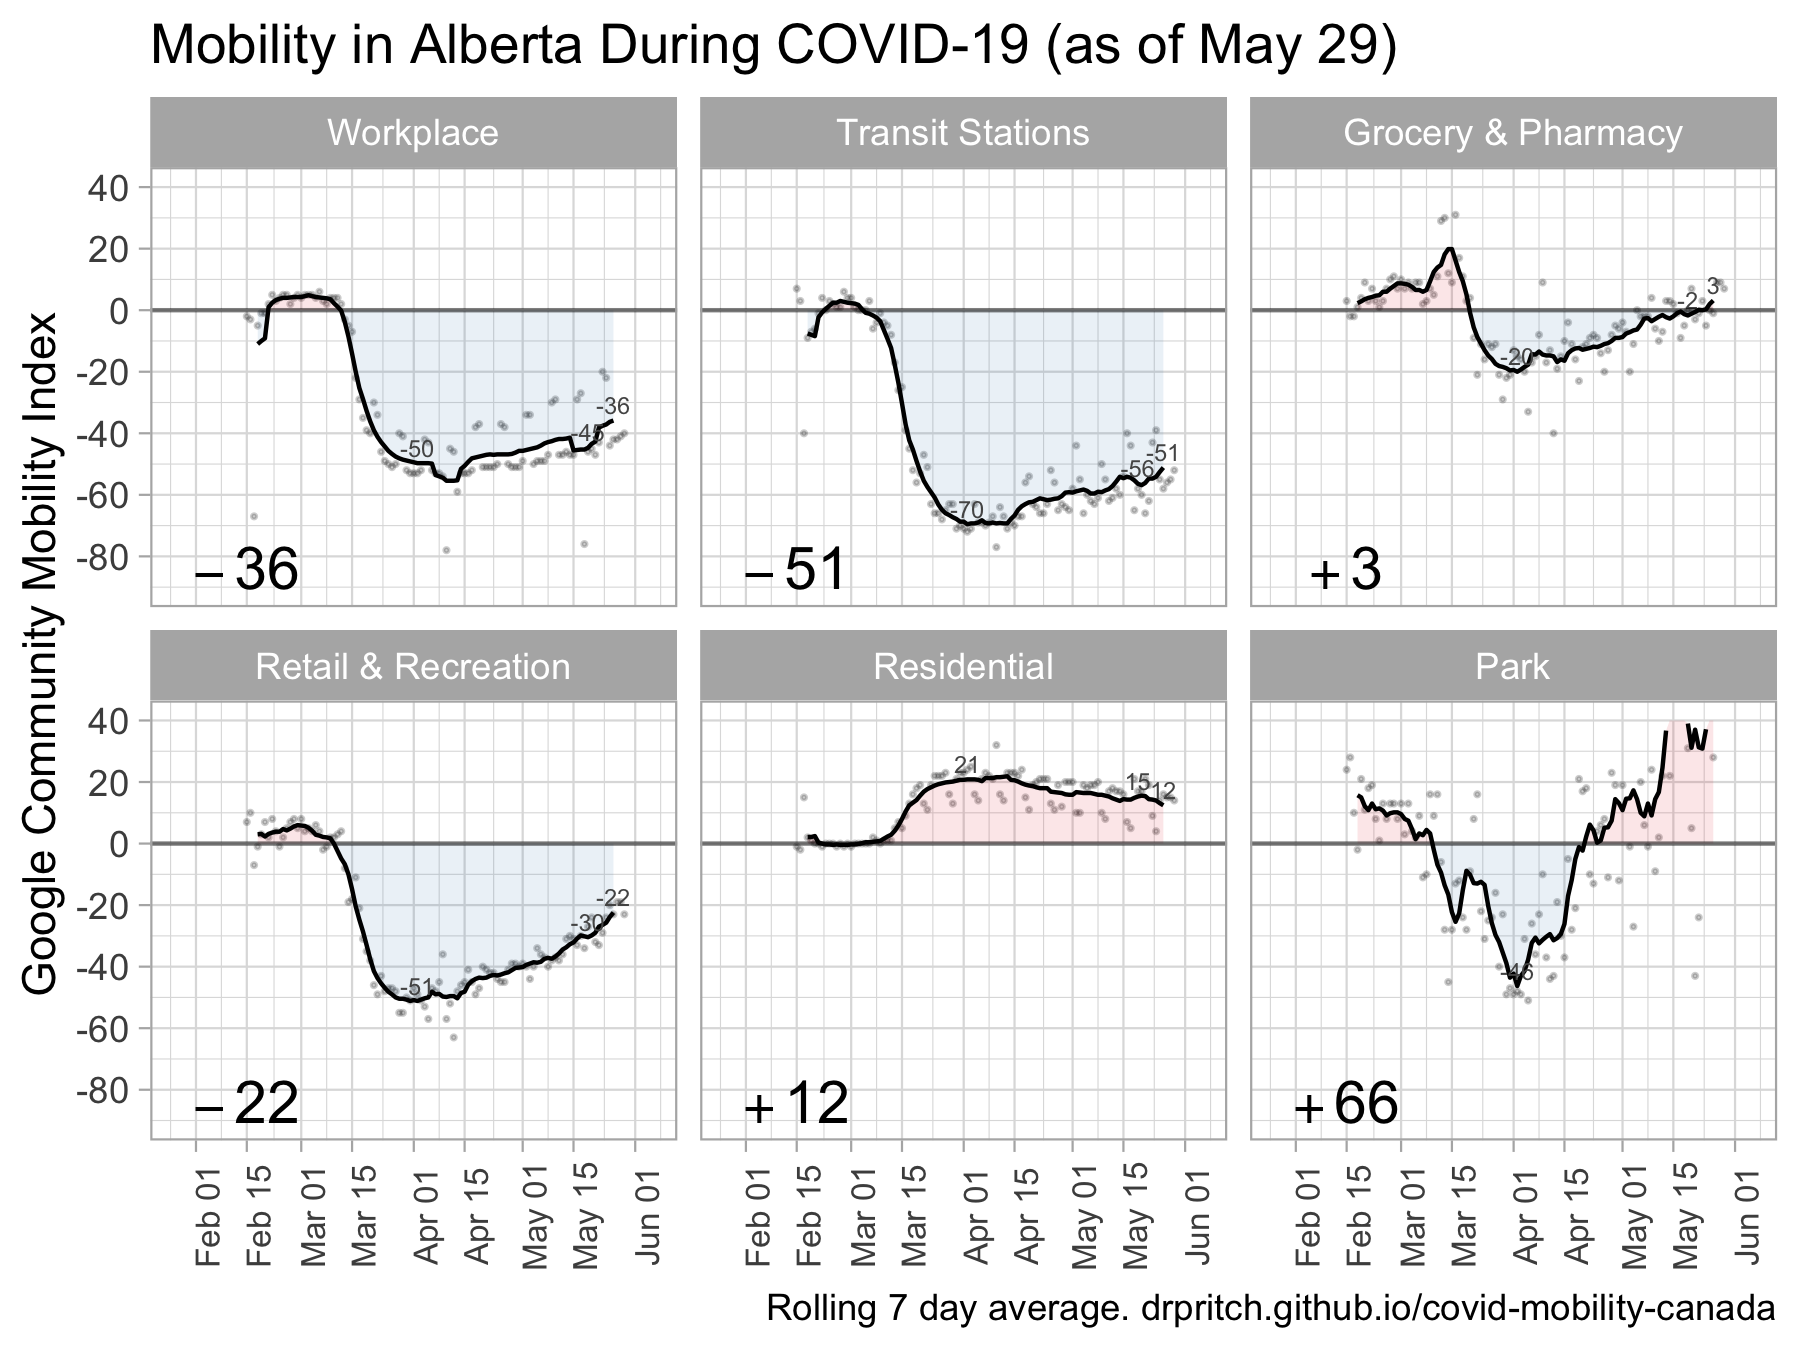 Mobility in Alberta During COVID-19 (as of May 29)
Google Community Mobility Index
Workplace
Transit Stations
Grocery & Pharmacy
40
20
0
-20
-40
-60
-80
-50
-45
-36
– 36
-70
-56
-51
– 51
-20
-2
3
+ 3
Retail & Recreation
Residential
Park
40
20
0
-20
-40
-60
-80
-51
-30
-22
– 22
21
15
12
+ 12
-46
+ 66
Feb 01
Feb 15
Mar 01
Mar 15
Apr 01
Apr 15
May 01
May 15
Jun 01
Feb 01
Feb 15
Mar 01
Mar 15
Apr 01
Apr 15
May 01
May 15
Jun 01
Feb 01
Feb 15
Mar 01
Mar 15
Apr 01
Apr 15
May 01
May 15
Jun 01
Rolling 7 day average. drpritch.github.io/covid-mobility-canada